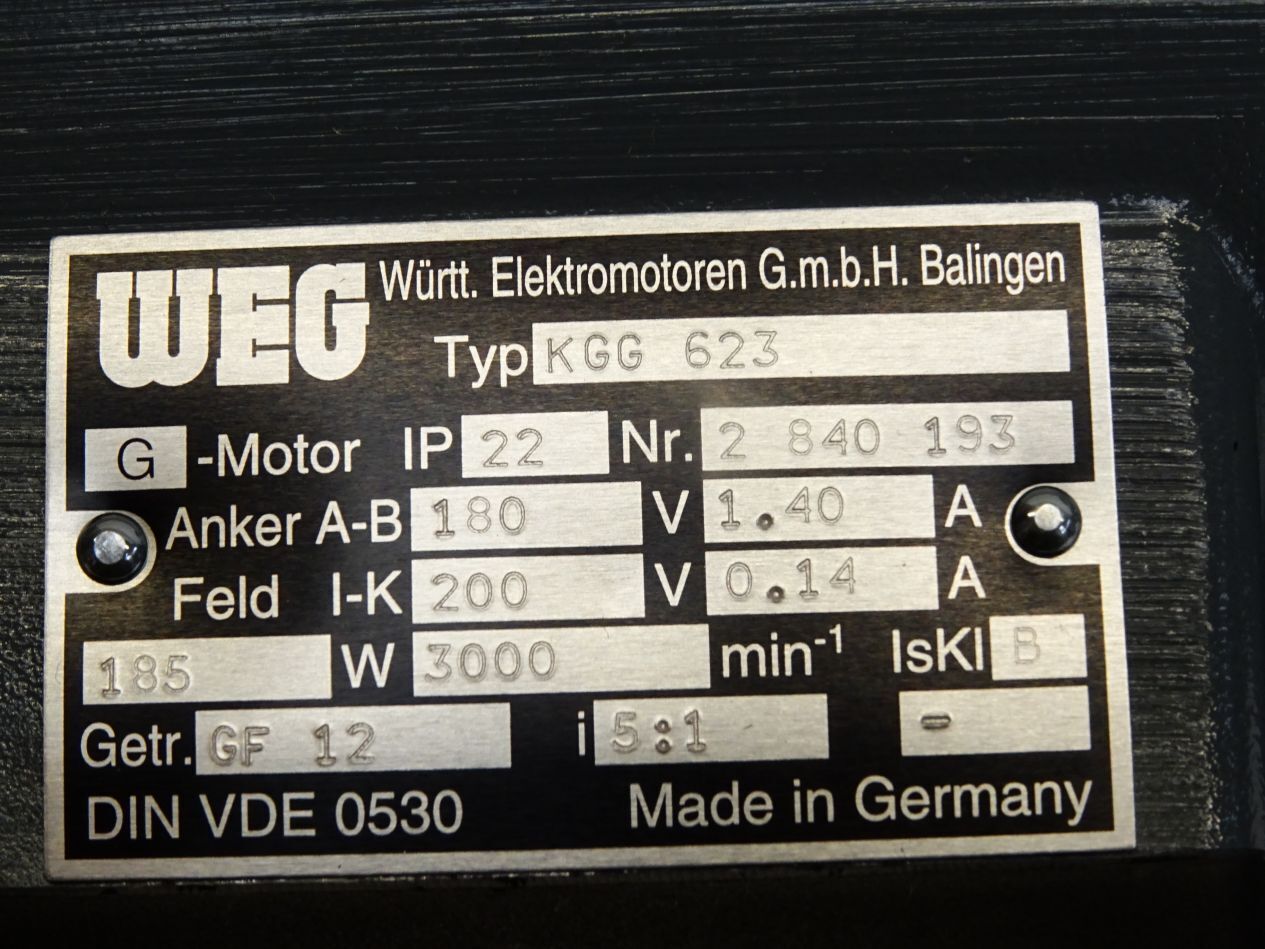 WEG Württ. Elektromotoren G.m.b.H. Balingen
Typ KGG 623
G -Motor IP 22 Nr. 2 840 193
Anker A-B 180 V 1.40 A
Feld I-K 200 V 0.14 A
185 W 3000 min⁻¹ IsKl B
Getr. GF 12 i 5:1 -
DIN VDE 0530 Made in Germany